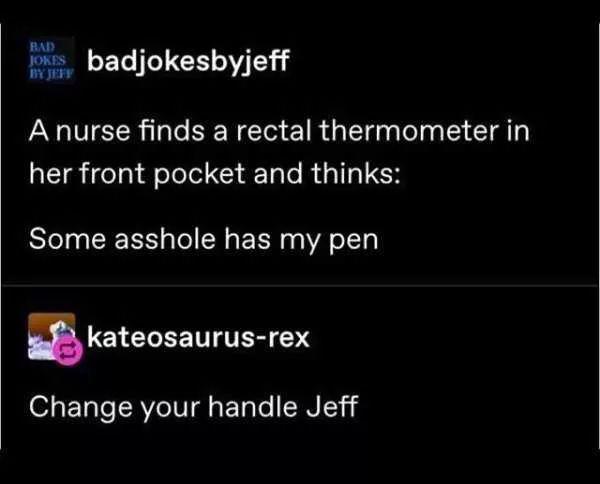 BAD
JOKES
BY JEFF
badjokesbyjeff
A nurse finds a rectal thermometer in
her front pocket and thinks:
Some asshole has my pen
kateosaurus-rex
Change your handle Jeff